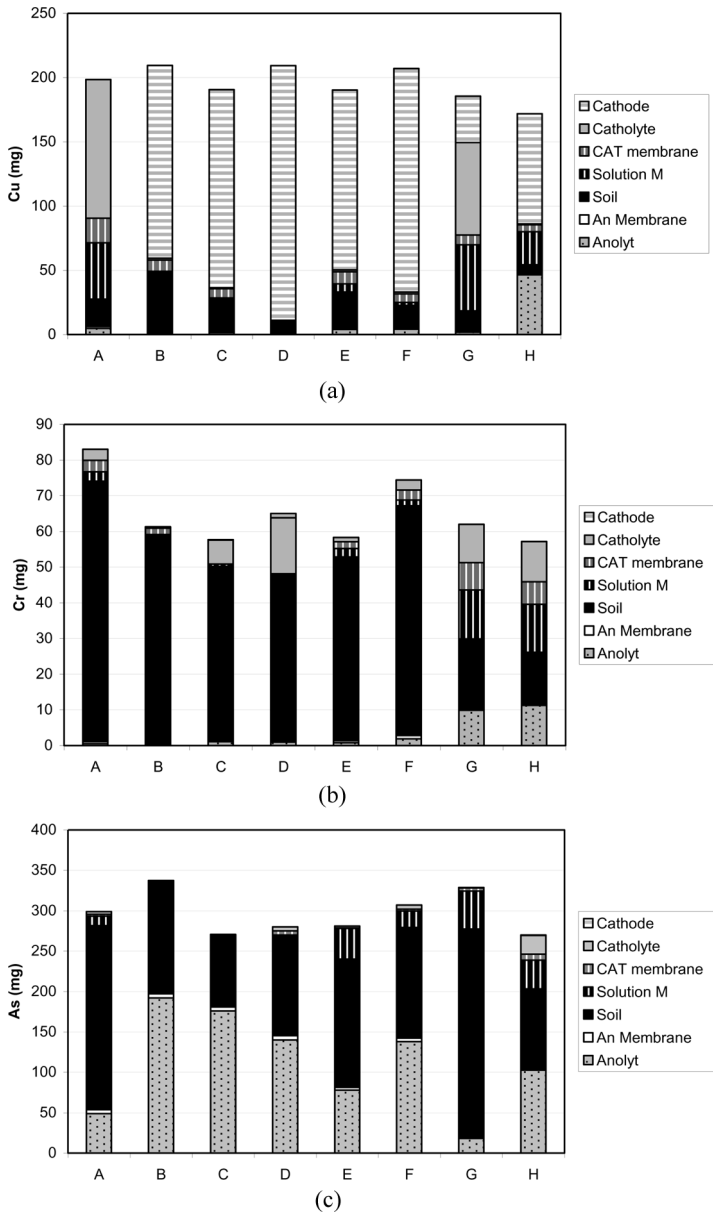 250
200
150
100
50
0
Cu (mg)
A B C D E F G H
Cathode
Catholyte
CAT membrane
Solution M
Soil
An Membrane
Anolyt
(a)
90
80
70
60
50
40
30
20
10
0
Cr (mg)
A B C D E F G H
Cathode
Catholyte
CAT membrane
Solution M
Soil
An Membrane
Anolyt
(b)
400
350
300
250
200
150
100
50
0
As (mg)
A B C D E F G H
Cathode
Catholyte
CAT membrane
Solution M
Soil
An Membrane
Anolyt
(c)